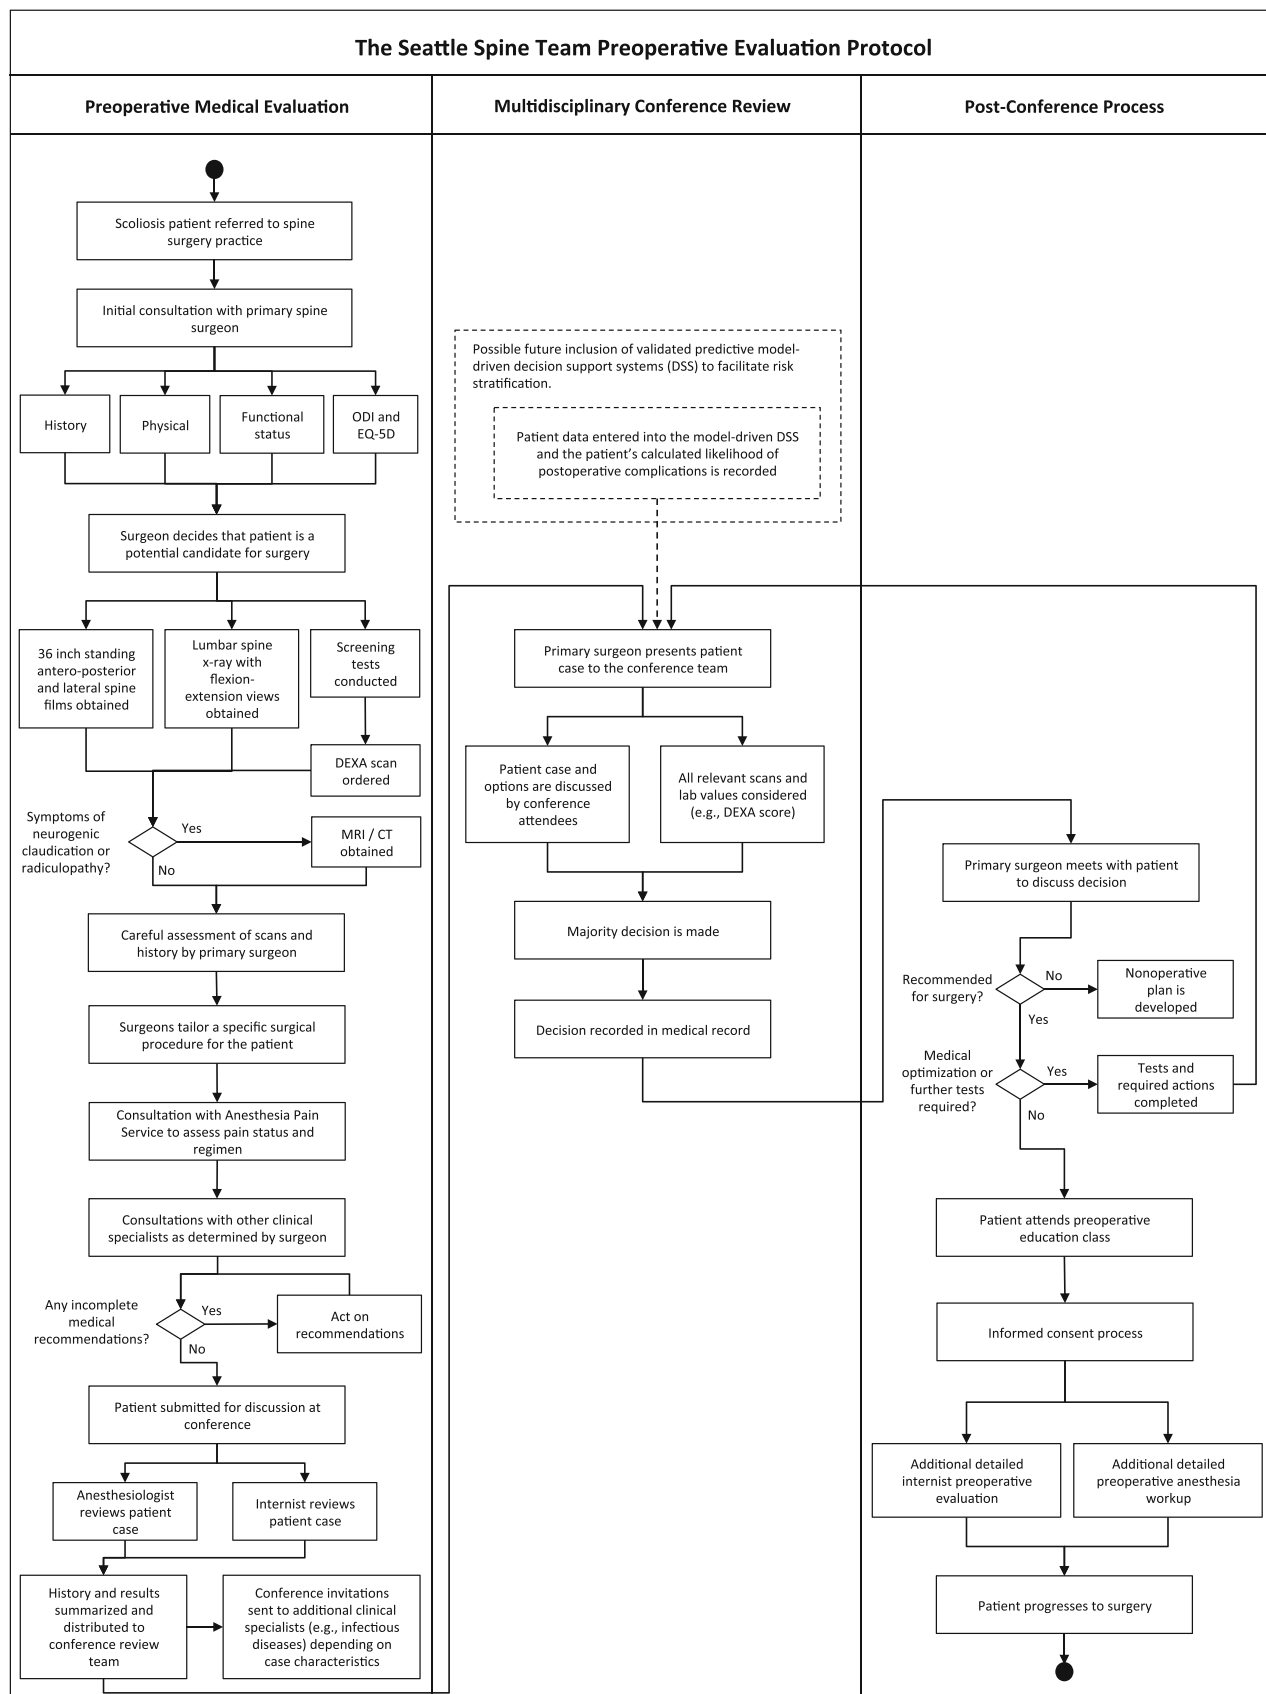 The Seattle Spine Team Preoperative Evaluation Protocol
Preoperative Medical Evaluation
Multidisciplinary Conference Review
Post-Conference Process
Scoliosis patient referred to spine
surgery practice
Initial consultation with primary spine
surgeon
History
Physical
Functional
status
ODI and
EQ-5D
Surgeon decides that patient is a
potential candidate for surgery
36 inch standing
antero-posterior
and lateral spine
films obtained
Lumbar spine
x-ray with
flexion-
extension views
obtained
Screening
tests
conducted
DEXA scan
ordered
Symptoms of
neurogenic
claudication or
radiculopathy?
Yes
No
MRI / CT
obtained
Careful assessment of scans and
history by primary surgeon
Surgeons tailor a specific surgical
procedure for the patient
Consultation with Anesthesia Pain
Service to assess pain status and
regimen
Consultations with other clinical
specialists as determined by surgeon
Any incomplete
medical
recommendations?
Yes
No
Act on
recommendations
Patient submitted for discussion at
conference
Anesthesiologist
reviews patient
case
Internist reviews
patient case
History and results
summarized and
distributed to
conference review
team
Conference invitations
sent to additional clinical
specialists (e.g., infectious
diseases) depending on
case characteristics
Possible future inclusion of validated predictive model-
driven decision support systems (DSS) to facilitate risk
stratification.
Patient data entered into the model-driven DSS
and the patient's calculated likelihood of
postoperative complications is recorded
Primary surgeon presents patient
case to the conference team
Patient case and
options are discussed
by conference
attendees
All relevant scans and
lab values considered
(e.g., DEXA score)
Majority decision is made
Decision recorded in medical record
Primary surgeon meets with patient
to discuss decision
Recommended
for surgery?
No
Yes
Nonoperative
plan is
developed
Medical
optimization or
further tests
required?
Yes
No
Tests and
required actions
completed
Patient attends preoperative
education class
Informed consent process
Additional detailed
internist preoperative
evaluation
Additional detailed
preoperative anesthesia
workup
Patient progresses to surgery